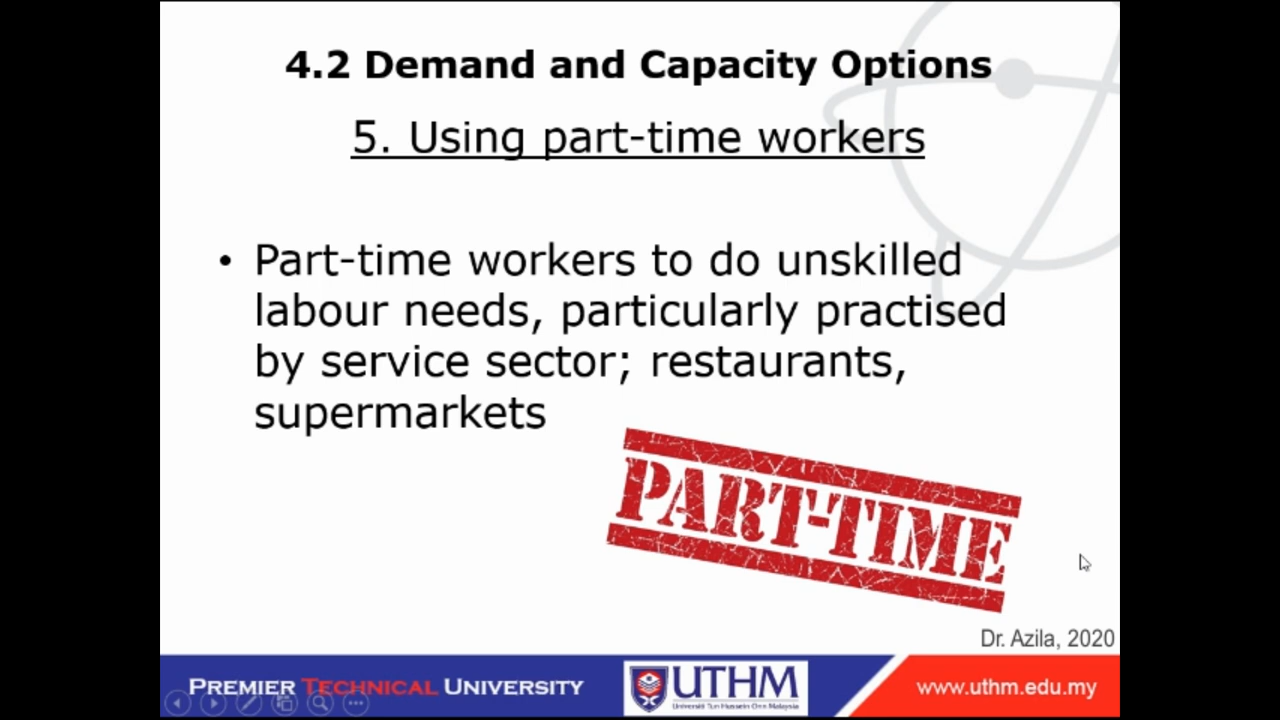 4.2 Demand and Capacity Options
5. Using part-time workers
• Part-time workers to do unskilled
labour needs, particularly practised
by service sector; restaurants,
supermarkets
PART-TIME
Dr. Azila, 2020
PREMIER TECHNICAL UNIVERSITY
UTHM
Universiti Tun Hussein Onn Malaysia
www.uthm.edu.my